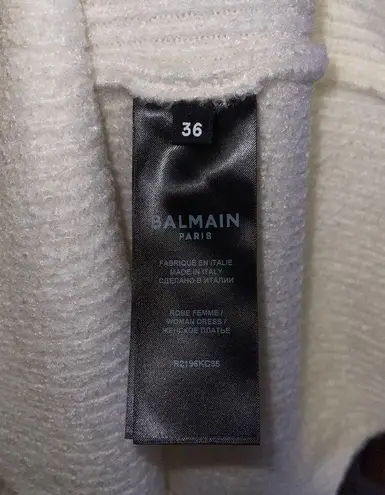 36
BALMAIN
PARIS
FABRIQUÉ EN ITALIE
MADE IN ITALY
СДЕЛАНО В ИТАЛИИ
ROBE FEMME /
WOMAN DRESS /
ЖЕНСКОЕ ПЛАТЬЕ
R2196KC35